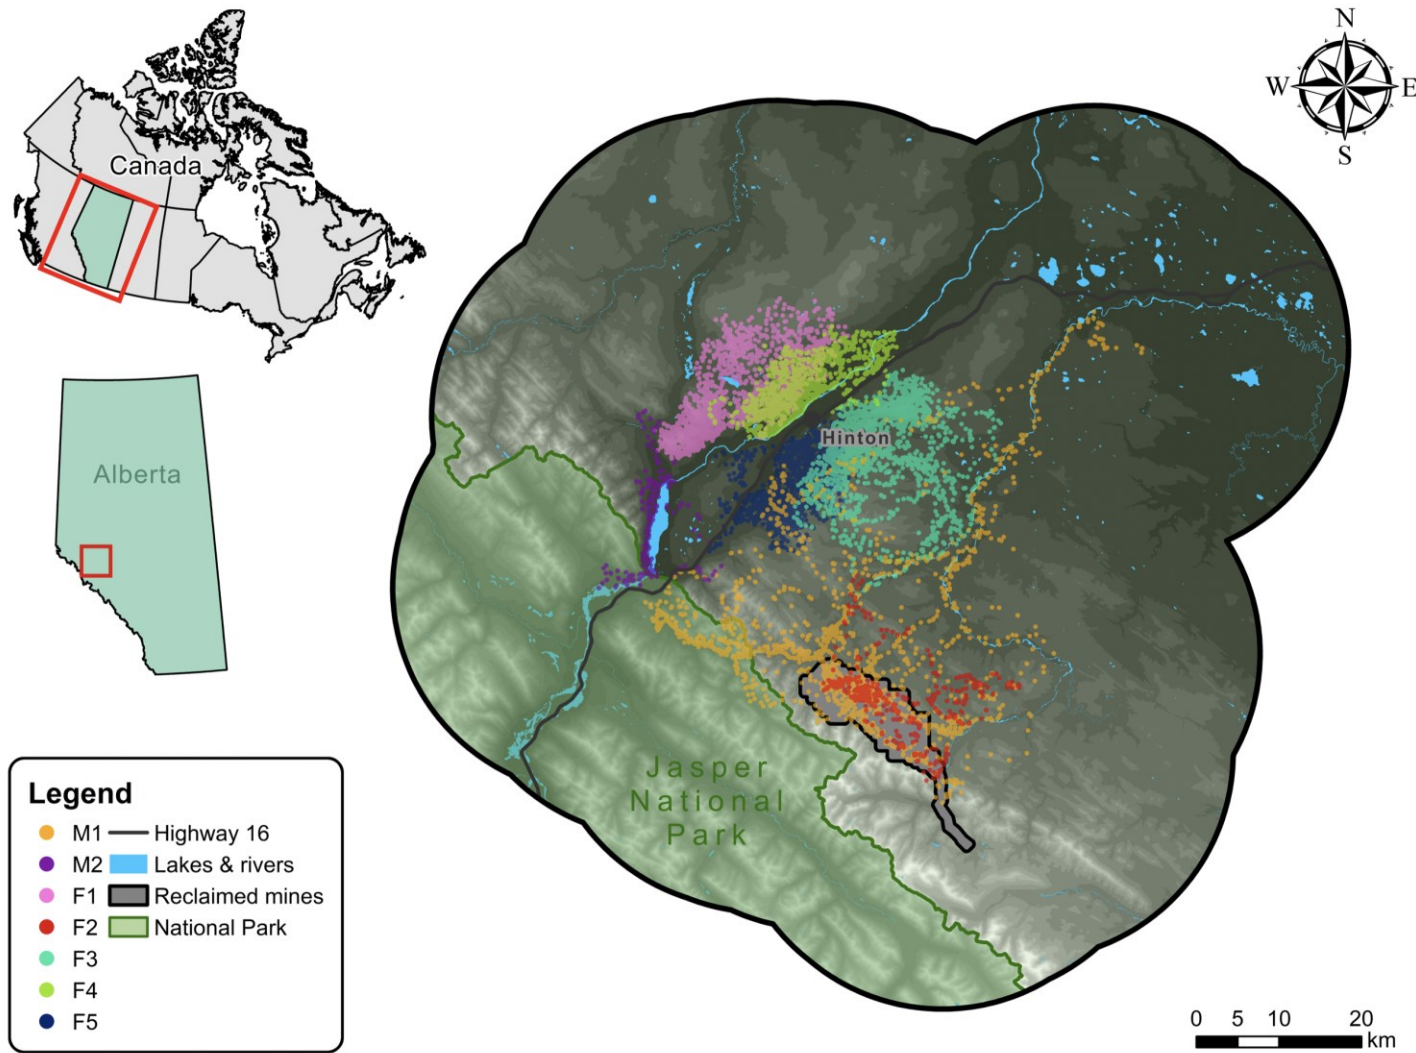 N
W E
S
Canada
Alberta
Hinton
Jasper
National
Park
Legend
M1 Highway 16
M2 Lakes & rivers
F1 Reclaimed mines
F2 National Park
F3
F4
F5
0 5 10 20
km